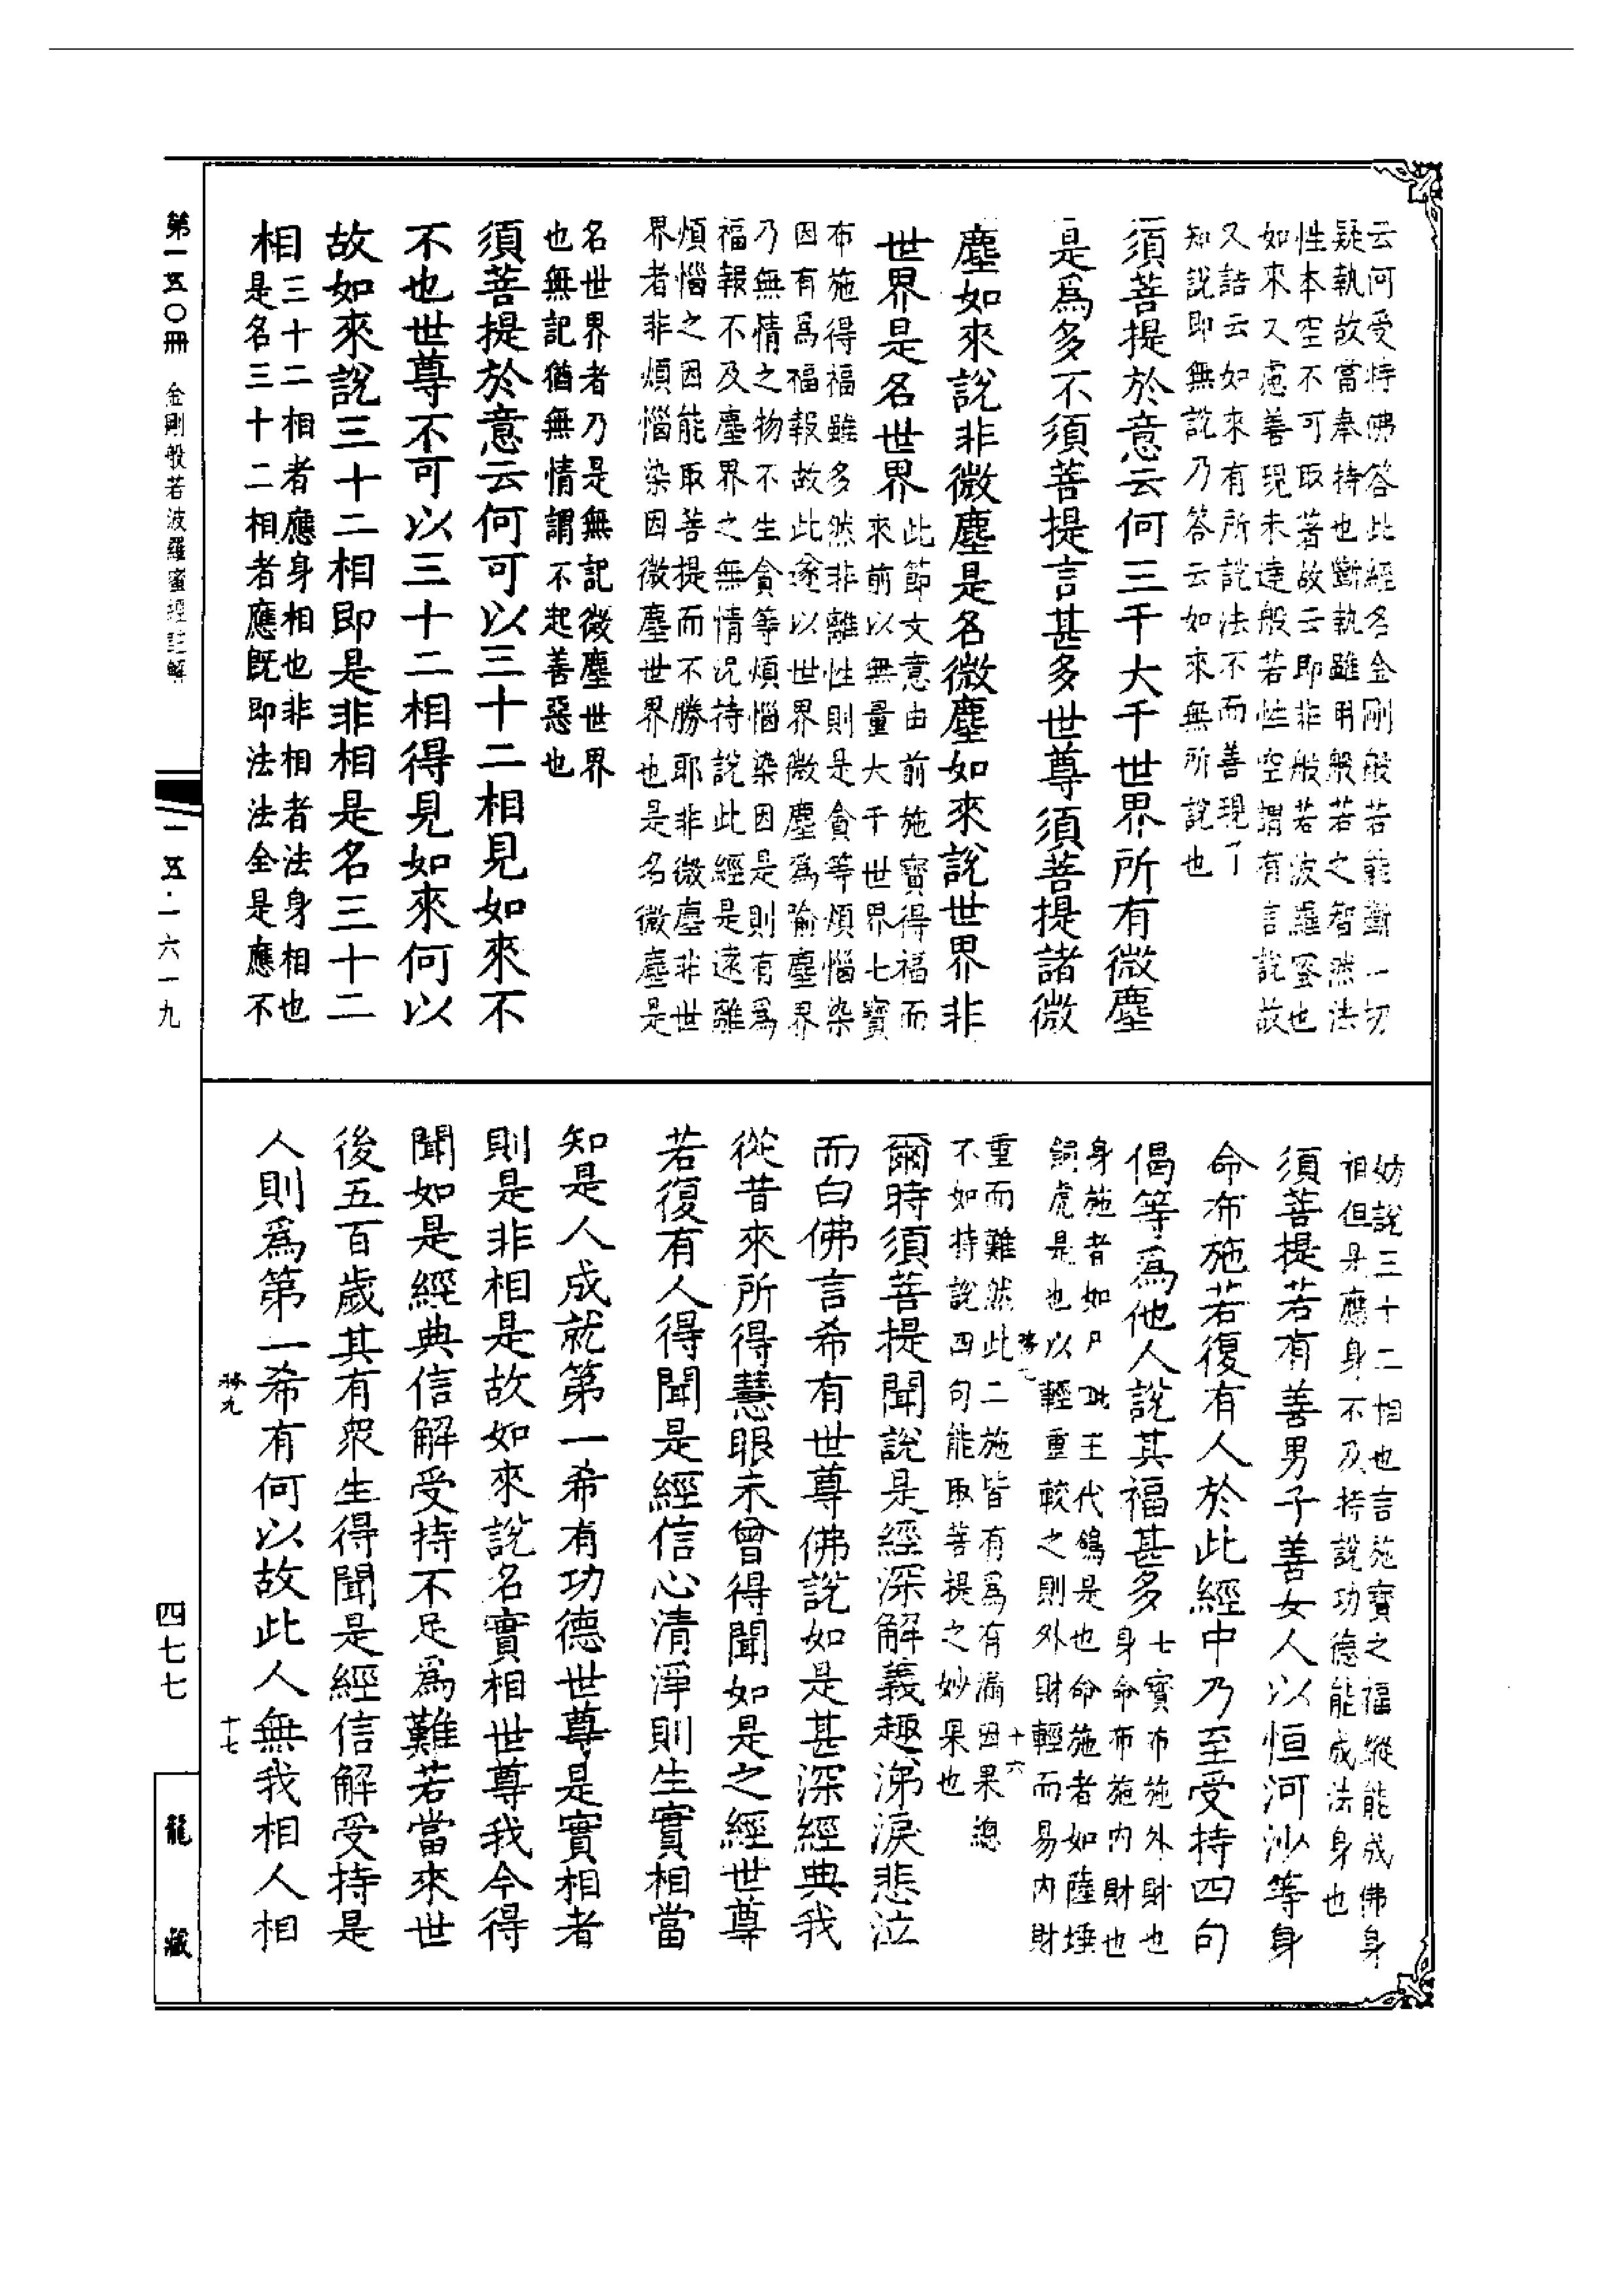 云何受持佛答此經名金剛般若能斷一切
疑執故當奉持也斷執雖用般若之智然法
性本空不可取著故云即非般若波羅蜜也
如來又慮善現未達般若性空謂有言說故
又詰云如來有所說法不而善現了
知說即無說乃答云如來無所說也
須菩提於意云何三千大千世界所有微塵
是爲多不須菩提言甚多世尊須菩提諸微
塵如來說非微塵是名微塵如來說世界非
世界是名世界
此節文意由前施寶得福而
來前以無量大千世界七寶
布施得福雖多然非離性則是貪等煩惱染
因有爲福報故此遂以世界微塵爲喻塵界
乃無情之物不生貪等煩惱染因是則有爲
福報不及塵界之無情況持說此經是遠離
煩惱之因能取菩提而不勝耶非微塵非世
界者非煩惱染因微塵世界也是名微塵是
名世界者乃是無記微塵世界
也無記猶無情謂不起善惡也
須菩提於意云何可以三十二相見如來不
不也世尊不可以三十二相得見如來何以
故如來說三十二相即是非相是名三十二
相
三十二相者應身相也非相者法身相也
是名三十二相者應既即法法全是應不
妨說三十二相也言施寶之福縱能成佛身
相但是應身不及持說功德能成法身也
須菩提若有善男子善女人以恒河沙等身
命布施若復有人於此經中乃至受持四句
偈等爲他人說其福甚多
七寶布施外財也
身命布施內財也
身施者如尸毗王代鴿是也命施者如薩埵
飼虎是也以輕重較之則外財輕而易內財
十六
重而難然此二施皆有爲有漏因果總
不如持說四句能取菩提之妙果也
爾時須菩提聞說是經深解義趣涕淚悲泣
而白佛言希有世尊佛說如是甚深經典我
從昔來所得慧眼未曾得聞如是之經世尊
若復有人得聞是經信心清淨則生實相當
知是人成就第一希有功德世尊是實相者
則是非相是故如來說名實相世尊我今得
聞如是經典信解受持不足爲難若當來世
後五百歲其有眾生得聞是經信解受持是
人則爲第一希有何以故此人無我相人相
十七
第一五〇冊 金剛般若波羅蜜經註解
一五·一六一九
四七七
龍藏